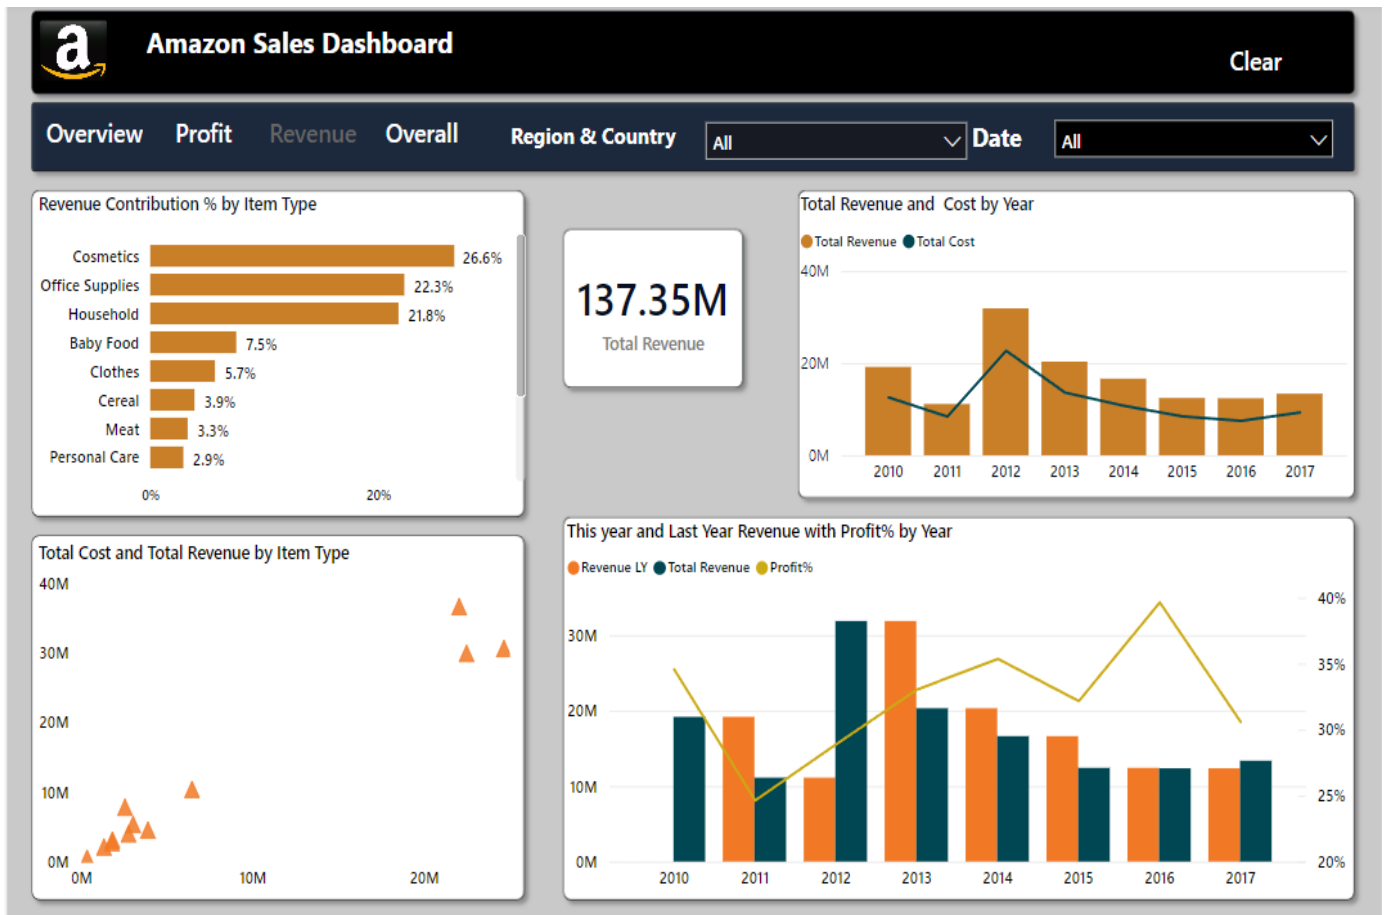 a
Amazon Sales Dashboard
Clear
Overview Profit Revenue Overall Region & Country All Date All
Revenue Contribution % by Item Type
Cosmetics 26.6%
Office Supplies 22.3%
Household 21.8%
Baby Food 7.5%
Clothes 5.7%
Cereal 3.9%
Meat 3.3%
Personal Care 2.9%
0% 20%
137.35M
Total Revenue
Total Revenue and Cost by Year
Total Revenue Total Cost
40M
20M
0M
2010 2011 2012 2013 2014 2015 2016 2017
Total Cost and Total Revenue by Item Type
40M
30M
20M
10M
0M
0M 10M 20M
This year and Last Year Revenue with Profit% by Year
Revenue LY Total Revenue Profit%
30M
20M
10M
0M
40%
35%
30%
25%
20%
2010 2011 2012 2013 2014 2015 2016 2017